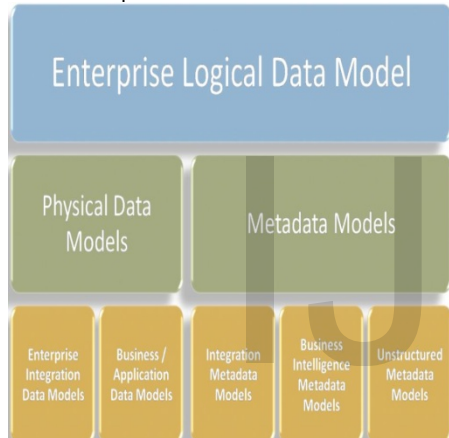 Enterprise Logical Data Model
Physical Data
Models
Metadata Models
Enterprise
Integration
Data Models
Business /
Application
Data Models
Integration
Metadata
Models
Business
Intelligence
Metadata
Models
Unstructured
Metadata
Models
IJ